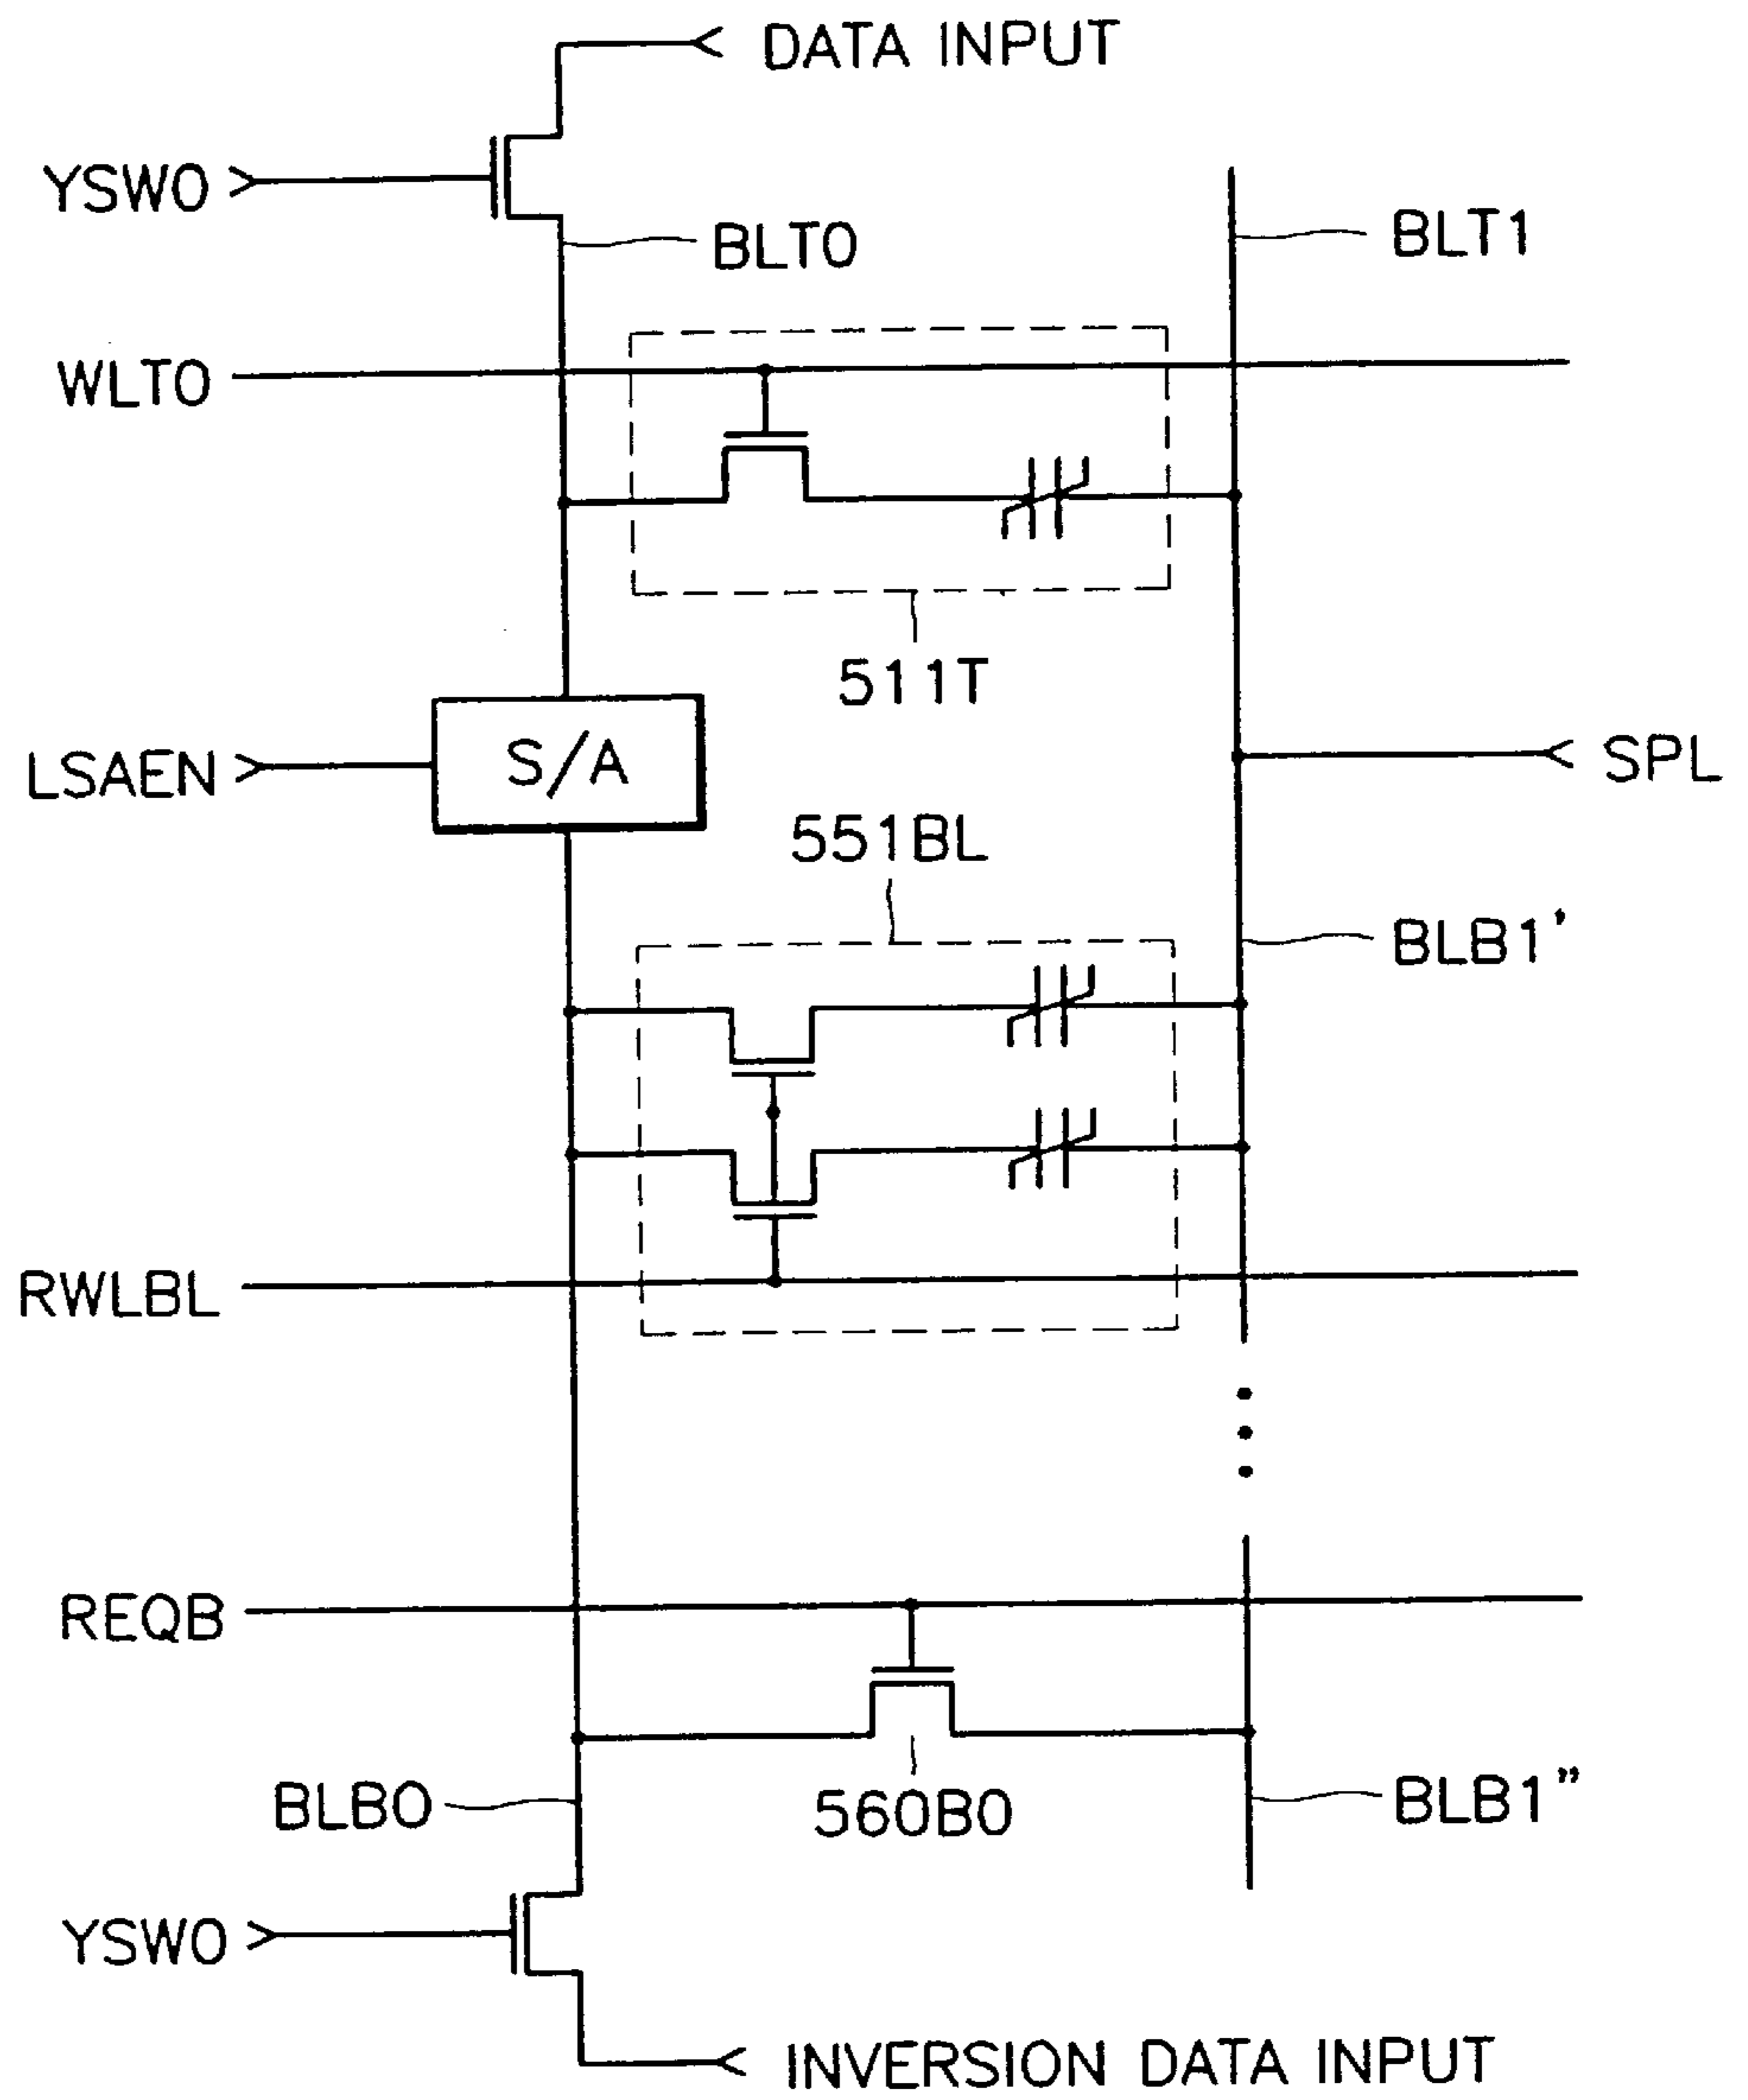 DATA INPUT
YSW0
BLT0
BLT1
WLT0
511T
LSAEN
S/A
SPL
551BL
BLB1'
RWLBL
REQB
BLB0
560B0
BLB1"
YSW0
INVERSION DATA INPUT